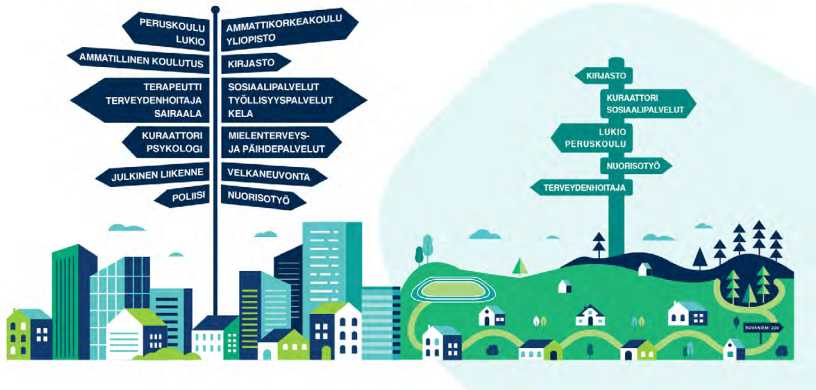 PERUSKOULU
LUKIO
AMMATTIKORKEAKOULU
YLIOPISTO
AMMATILLINEN KOULUTUS
KIRJASTO
TERAPEUTTI
TERVEYDENHOITAJA
SAIRAALA
SOSIAALIPALVELUT
TYÖLLISYYSPALVELUT
KELA
KURAATTORI
PSYKOLOGI
MIELENTERVEYS-
JA PÄIHDEPALVELUT
JULKINEN LIIKENNE
VELKANEUVONTA
POLIISI
NUORISOTYÖ
KIRJASTO
KURAATTORI
SOSIAALIPALVELUT
LUKIO
PERUSKOULU
NUORISOTYÖ
TERVEYDENHOITAJA